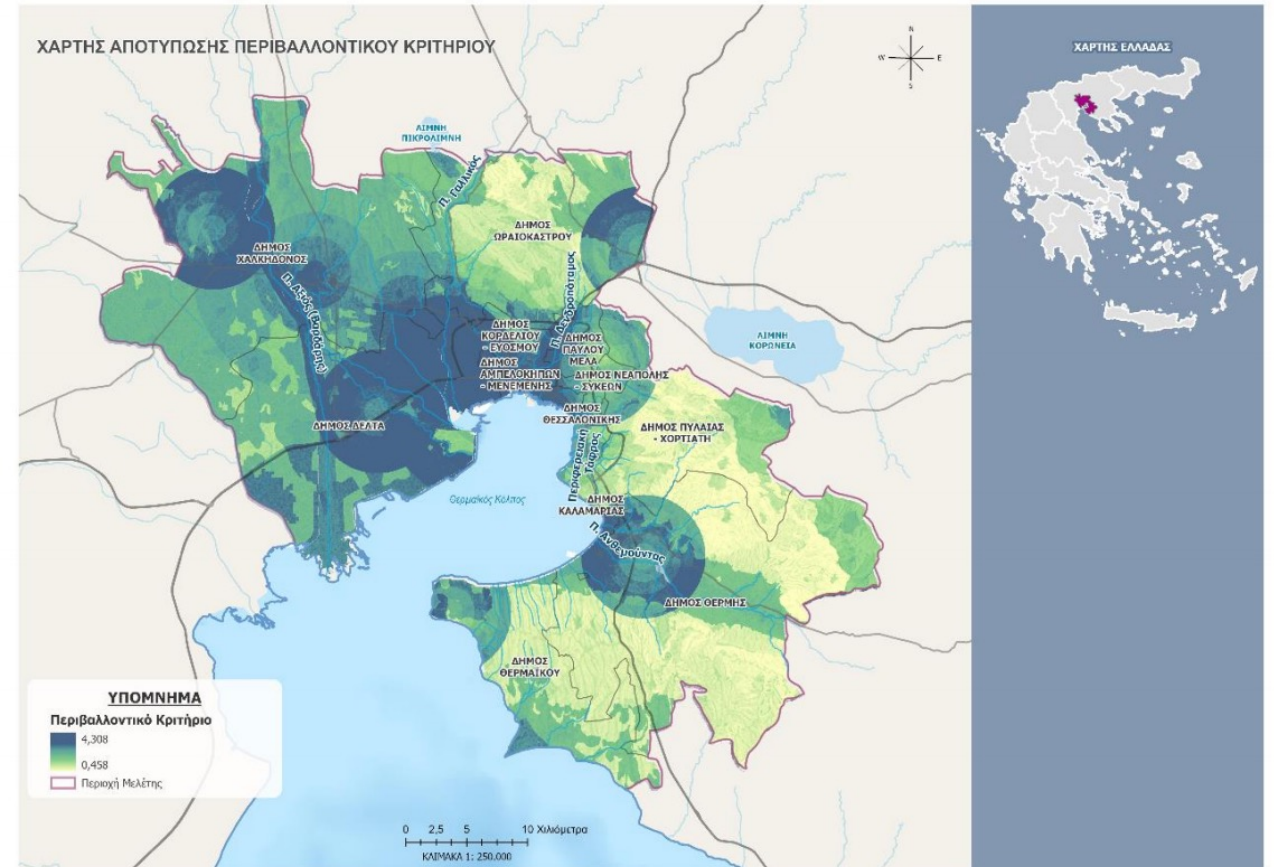 ΧΑΡΤΗΣ ΑΠΟΤΥΠΩΣΗΣ ΠΕΡΙΒΑΛΛΟΝΤΙΚΟΥ ΚΡΙΤΗΡΙΟΥ
N
W
E
S
ΧΑΡΤΗΣ ΕΛΛΑΔΑΣ
ΛΙΜΝΗ
ΠΙΚΡΟΛΙΜΝΗ
Π. Γαλλικός
ΔΗΜΟΣ
ΩΡΑΙΟΚΑΣΤΡΟΥ
ΔΗΜΟΣ
ΧΑΛΚΗΔΟΝΟΣ
Π. Αξιός (Βαρδάρης)
Π. Δενδροπόταμος
ΔΗΜΟΣ
ΚΟΡΔΕΛΙΟΥ
- ΕΥΟΣΜΟΥ
ΔΗΜΟΣ
ΠΑΥΛΟΥ
ΜΕΛΑ
ΛΙΜΝΗ
ΚΟΡΩΝΕΙΑ
ΔΗΜΟΣ
ΑΜΠΕΛΟΚΗΠΩΝ
- ΜΕΝΕΜΕΝΗΣ
ΔΗΜΟΣ ΝΕΑΠΟΛΗΣ
- ΣΥΚΕΩΝ
ΔΗΜΟΣ
ΘΕΣΣΑΛΟΝΙΚΗΣ
ΔΗΜΟΣ ΔΕΛΤΑ
ΔΗΜΟΣ ΠΥΛΑΙΑΣ
- ΧΟΡΤΙΑΤΗ
Περιφερειακή
Τάφρος
Θερμαϊκός Κόλπος
ΔΗΜΟΣ
ΚΑΛΑΜΑΡΙΑΣ
Π. Ανθεμούντας
ΔΗΜΟΣ ΘΕΡΜΗΣ
ΔΗΜΟΣ
ΘΕΡΜΑΪΚΟΥ
ΥΠΟΜΝΗΜΑ
Περιβαλλοντικό Κριτήριο
4,308
0,458
Περιοχή Μελέτης
0 2,5 5 10 Χιλιόμετρα
ΚΛΙΜΑΚΑ 1: 250.000